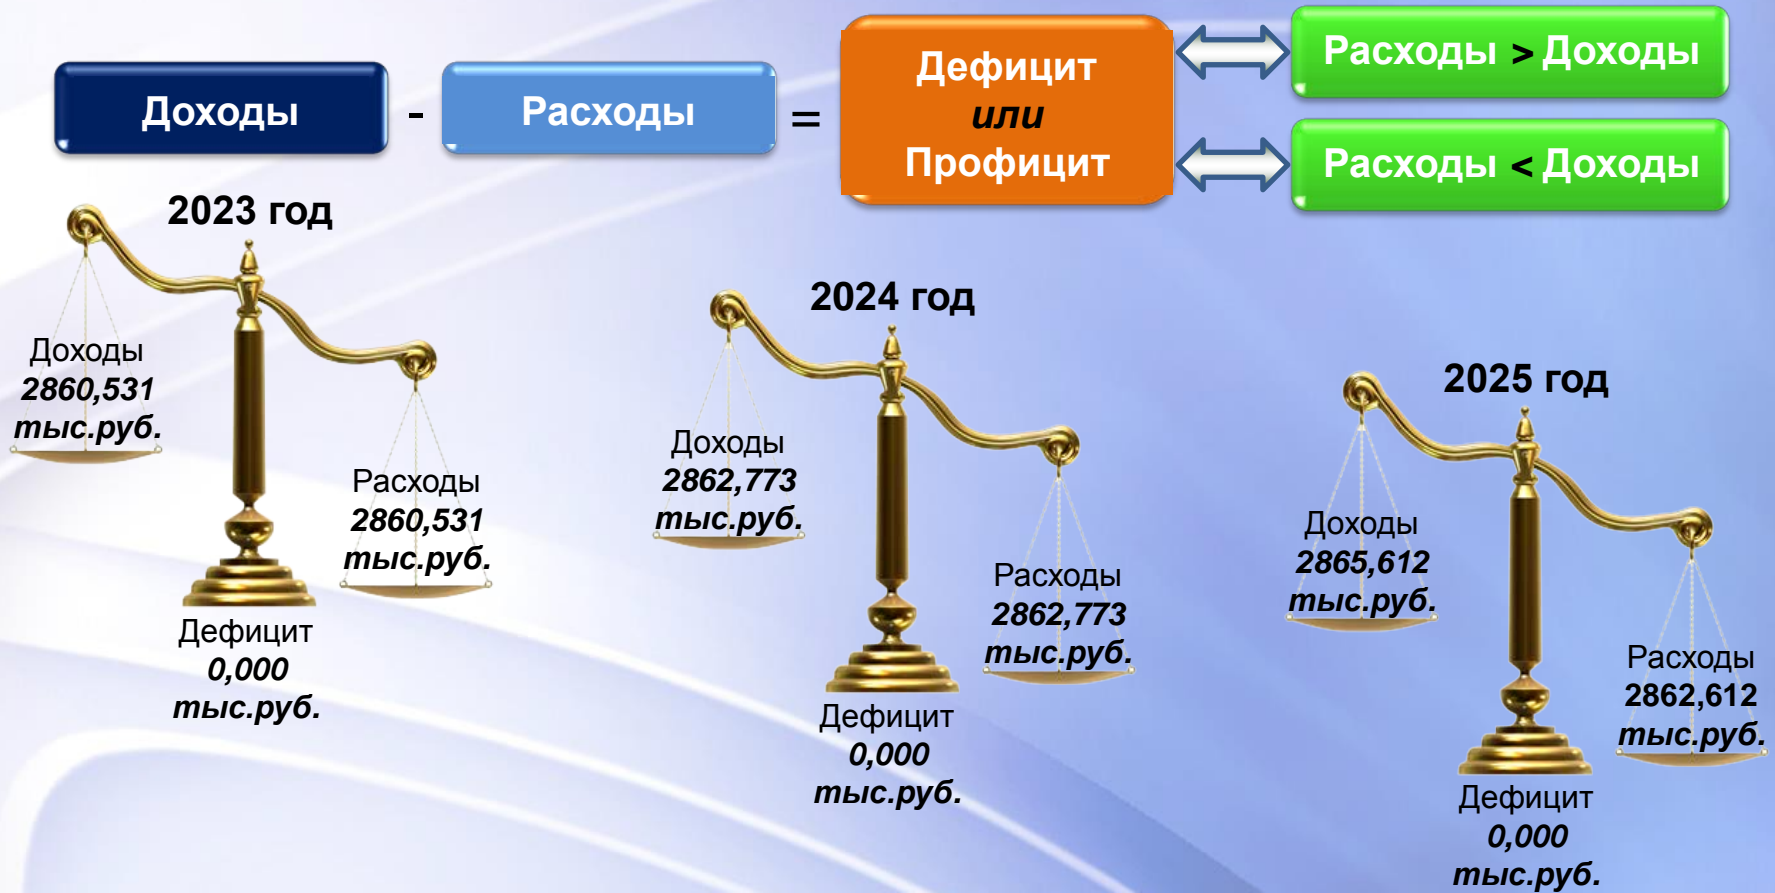 Доходы
-
Расходы
=
Дефицит
или
Профицит
Расходы > Доходы
Расходы < Доходы
2023 год
Доходы
2860,531
тыс.руб.
Расходы
2860,531
тыс.руб.
Дефицит
0,000
тыс.руб.
2024 год
Доходы
2862,773
тыс.руб.
Расходы
2862,773
тыс.руб.
Дефицит
0,000
тыс.руб.
2025 год
Доходы
2865,612
тыс.руб.
Расходы
2862,612
тыс.руб.
Дефицит
0,000
тыс.руб.